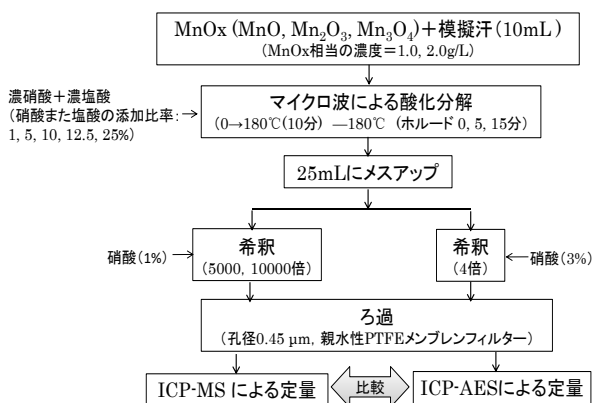 MnOx (MnO, Mn₂O₃, Mn₃O₄)+模擬汗(10mL)
(MnOx相当の濃度=1.0, 2.0g/L)
濃硝酸+濃塩酸
(硝酸また塩酸の添加比率:
1, 5, 10, 12.5, 25%)
マイクロ波による酸化分解
(0→180℃(10分) ―180℃ (ホルード 0, 5, 15分)
25mLにメスアップ
硝酸(1%)
希釈
(5000, 10000倍)
希釈
(4倍)
硝酸(3%)
ろ過
(孔径0.45 µm, 親水性PTFEメンブレンフィルター)
ICP-MS による定量
比較
ICP-AESによる定量